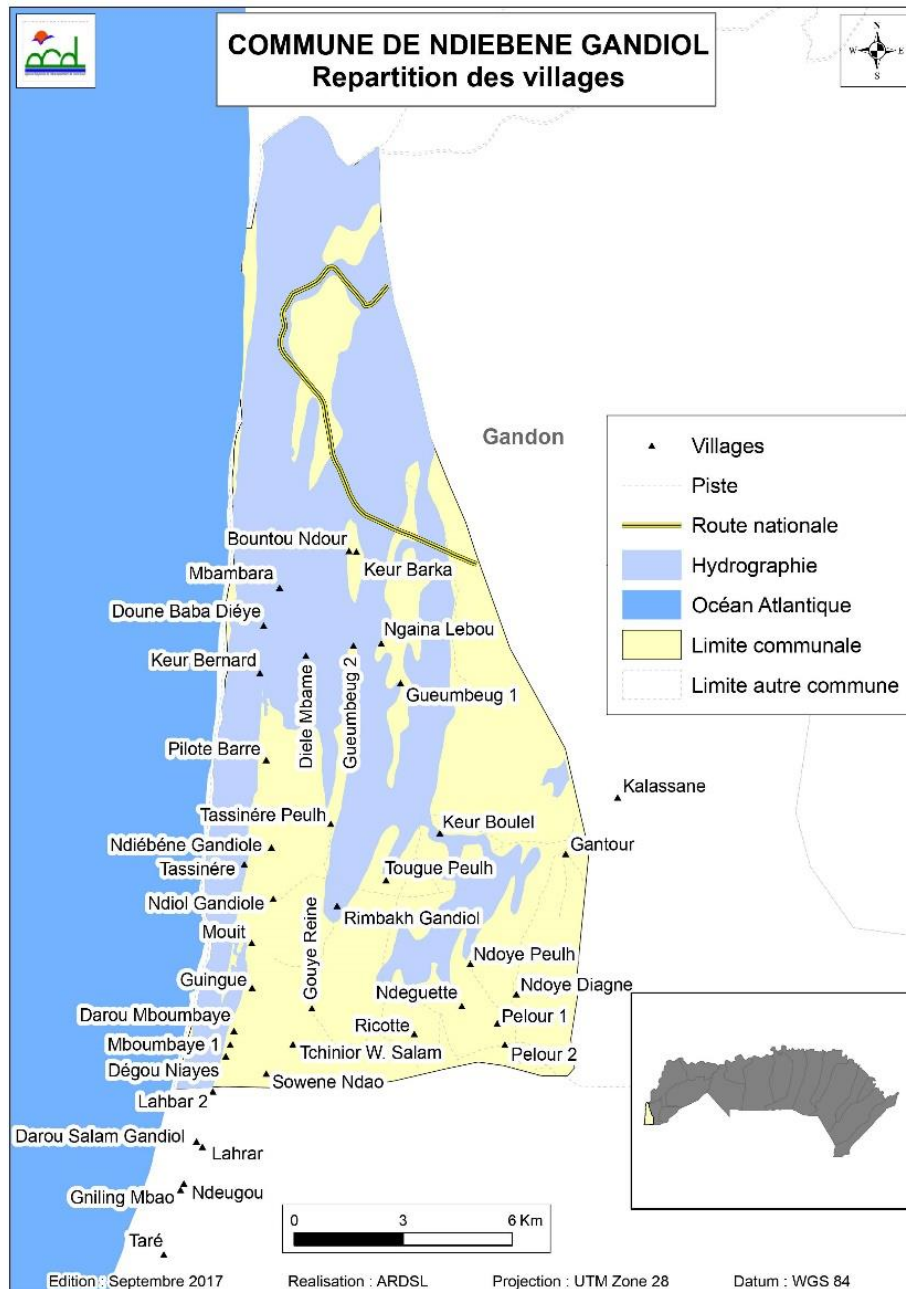 COMMUNE DE NDIEBENE GANDIOL
Repartition des villages
N
W E
S
Gandon
Villages
Piste
Route nationale
Hydrographie
Océan Atlantique
Limite communale
Limite autre commune
Bountou Ndour
Keur Barka
Mbambara
Doune Baba Diéye
Ngaina Lebou
Keur Bernard
Diele Mbame
Gueumbeug 2
Gueumbeug 1
Pilote Barre
Kalassane
Tassinére Peulh
Keur Boulel
Ndiébéne Gandiole
Gantour
Tassinére
Tougue Peulh
Ndiol Gandiole
Rimbakh Gandiol
Mouit
Gouye Reine
Ndoye Peulh
Guingue
Ndeguette
Ndoye Diagne
Darou Mboumbaye
Ricotte
Pelour 1
Mboumbaye 1
Tchinior W. Salam
Pelour 2
Dégou Niayes
Sowene Ndao
Lahbar 2
Darou Salam Gandiol
Lahrar
Gniling Mbao
Ndeugou
Taré
0 3 6 Km
Edition : Septembre 2017 Realisation : ARDSL Projection : UTM Zone 28 Datum : WGS 84